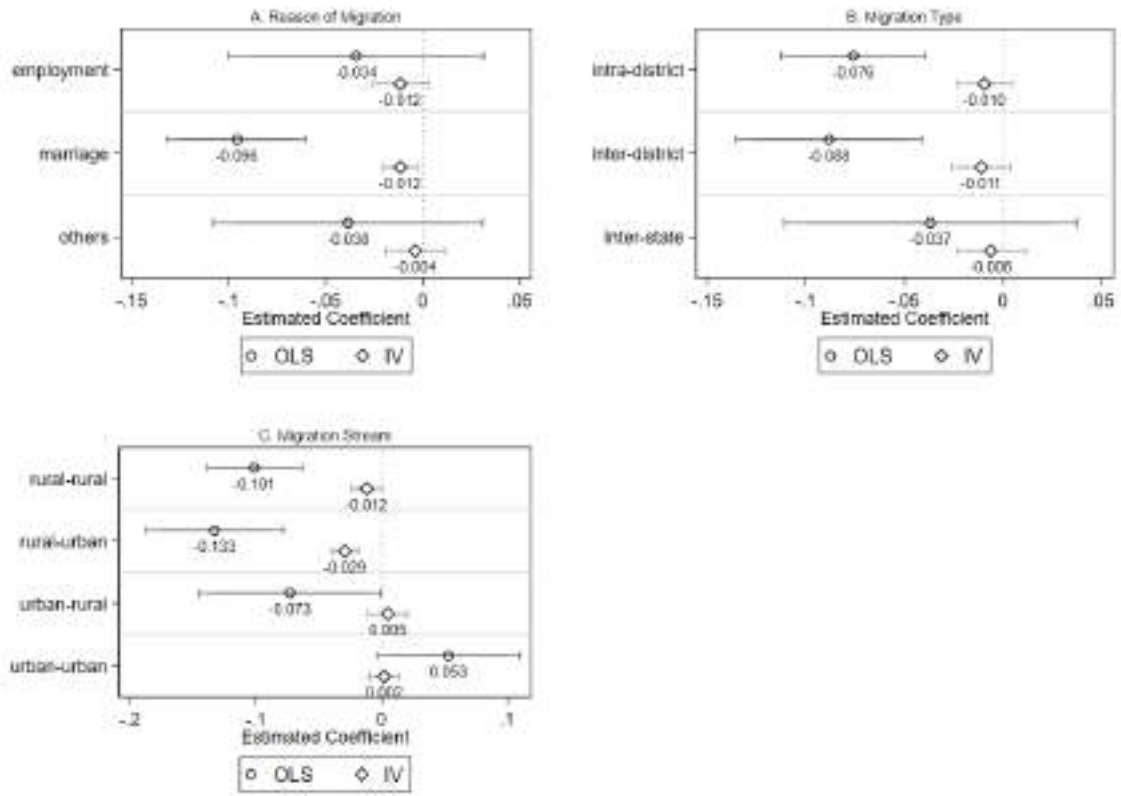 A. Reason of Migration
employment
-0.034
-0.012
marriage
-0.096
-0.012
others
-0.038
-0.004
-.15 -.1 -.05 0 .05
Estimated Coefficient
OLS IV
B. Migration Type
intra-district
-0.076
-0.010
inter-district
-0.088
-0.011
inter-state
-0.037
-0.006
-.15 -.1 -.05 0 .05
Estimated Coefficient
OLS IV
C. Migration Stream
rural-rural
-0.101
-0.012
rural-urban
-0.133
-0.029
urban-rural
-0.073
0.005
urban-urban
0.053
0.002
-.2 -.1 0 .1
Estimated Coefficient
OLS IV